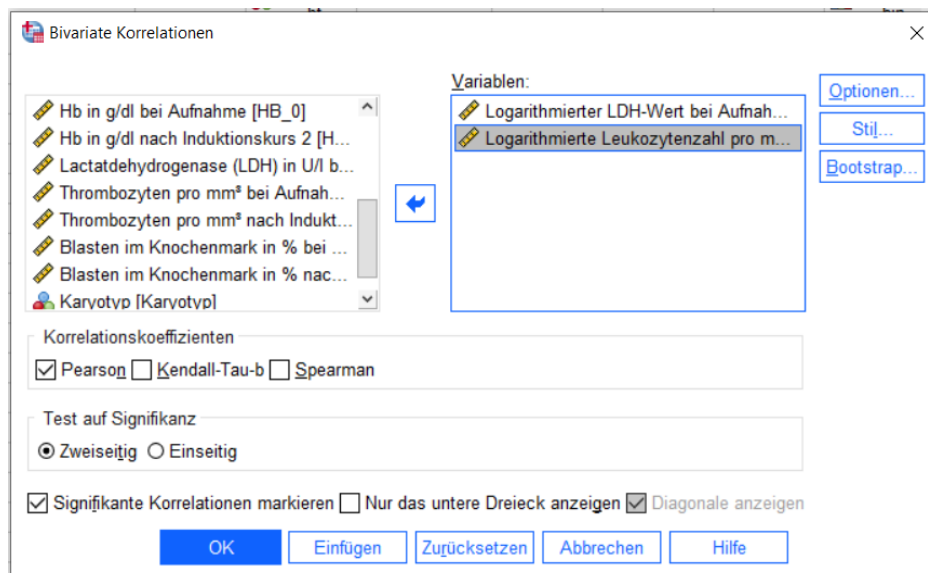 Bivariate Korrelationen
Variablen:
Hb in g/dl bei Aufnahme [HB_0]
Hb in g/dl nach Induktionskurs 2 [H...
Lactatdehydrogenase (LDH) in U/l b...
Thrombozyten pro mm³ bei Aufnah...
Thrombozyten pro mm³ nach Indukt...
Blasten im Knochenmark in % bei ...
Blasten im Knochenmark in % nac...
Karyotyp [Karyotyp]
Logarithmierter LDH-Wert bei Aufnah...
Logarithmierte Leukozytenzahl pro m...
Optionen...
Stil...
Bootstrap...
Korrelationskoeffizienten
Pearson Kendall-Tau-b Spearman
Test auf Signifikanz
Zweiseitig Einseitig
Signifikante Korrelationen markieren Nur das untere Dreieck anzeigen Diagonale anzeigen
OK Einfügen Zurücksetzen Abbrechen Hilfe